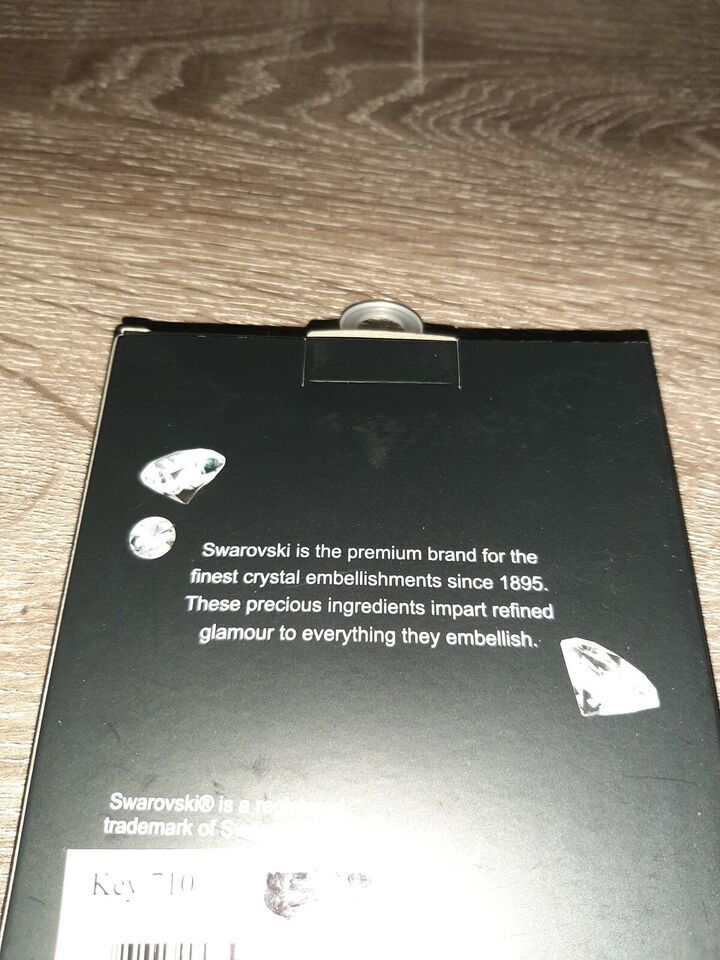 Swarovski is the premium brand for the
finest crystal embellishments since 1895.
These precious ingredients impart refined
glamour to everything they embellish.
Swarovski® is a registered
trademark of
Key 710